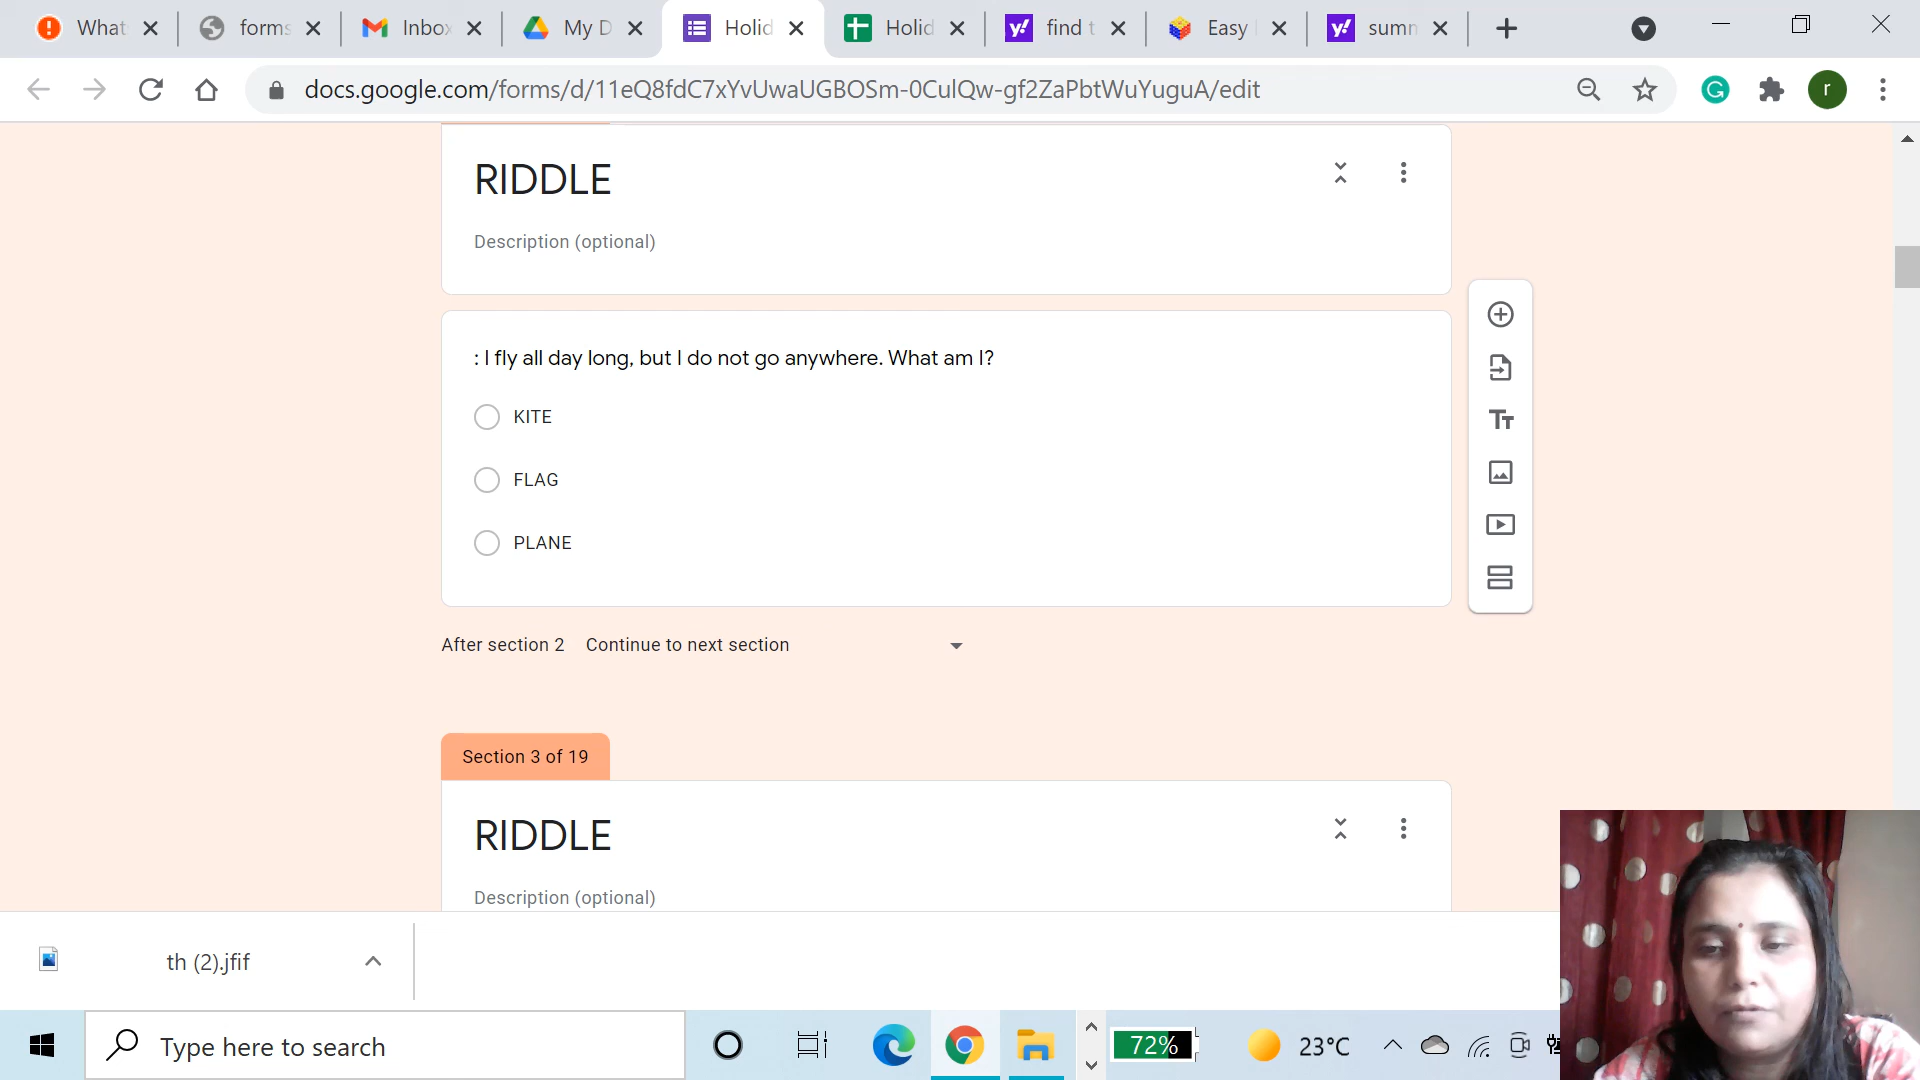 What
forms
Inbox
My D
Holid
Holid
find t
Easy
summ
docs.google.com/forms/d/11eQ8fdC7xYvUwaUGBOSm-0CulQw-gf2ZaPbtWuYuguA/edit
r
RIDDLE
Description (optional)
: I fly all day long, but I do not go anywhere. What am I?
KITE
FLAG
PLANE
After section 2 Continue to next section
Section 3 of 19
RIDDLE
Description (optional)
th (2).jfif
Type here to search
72%
23°C